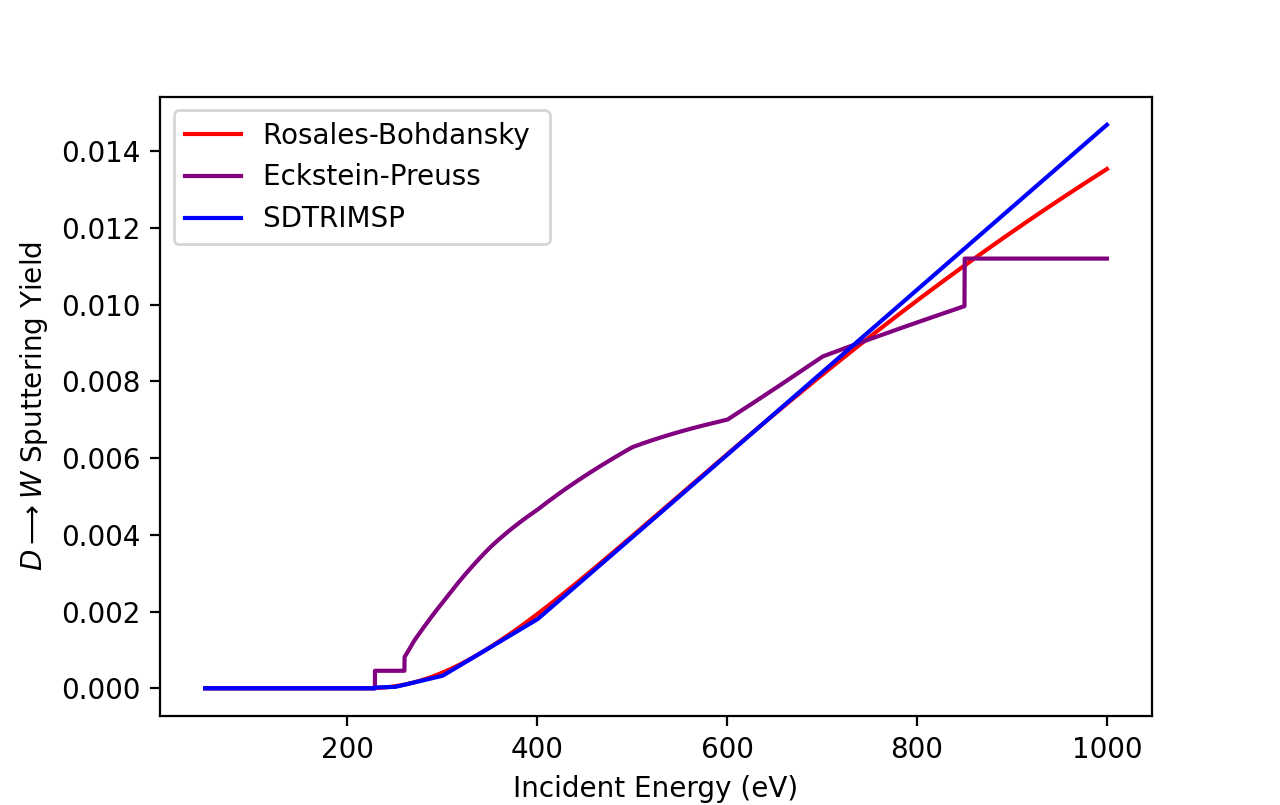 Rosales-Bohdansky
Eckstein-Preuss
SDTRIMSP
0.014
0.012
0.010
0.008
0.006
0.004
0.002
0.000
D ⟶ W Sputtering Yield
200 400 600 800 1000
Incident Energy (eV)